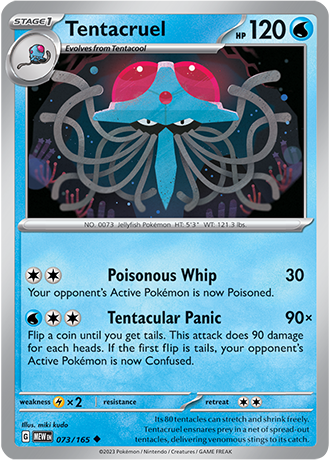 STAGE1
Tentacruel
HP 120
Evolves from Tentacool
NO. 0073 Jellyfish Pokémon HT: 5'3" WT: 121.3 lbs.
Poisonous Whip 30
Your opponent's Active Pokémon is now Poisoned.
Tentacular Panic 90×
Flip a coin until you get tails. This attack does 90 damage
for each heads. If the first flip is tails, your opponent's
Active Pokémon is now Confused.
weakness ×2 resistance retreat
Illus. miki kudo
G MEW EN 073/165
Its 80 tentacles can stretch and shrink freely.
Tentacruel ensnares prey in a net of spread-out
tentacles, delivering venomous stings to its catch.
©2023 Pokémon / Nintendo / Creatures / GAME FREAK